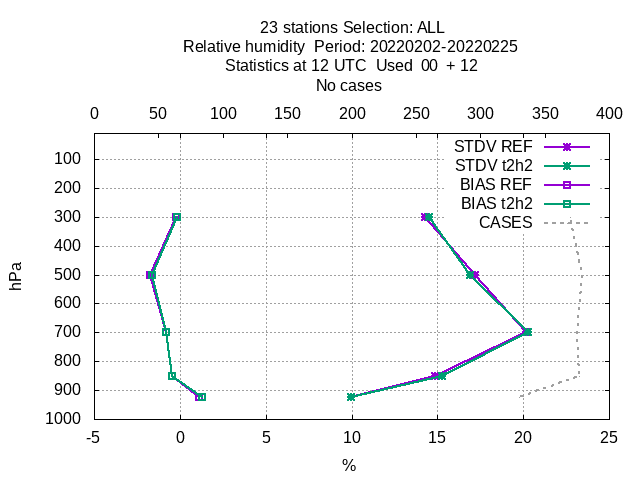 23 stations Selection: ALL
Relative humidity  Period: 20220202-20220225
Statistics at 12 UTC  Used  00  + 12
No cases
0 50 100 150 200 250 300 350 400
STDV REF
STDV t2h2
BIAS REF
BIAS t2h2
CASES
100
200
300
400
500
600
700
800
900
1000
hPa
-5 0 5 10 15 20 25
%